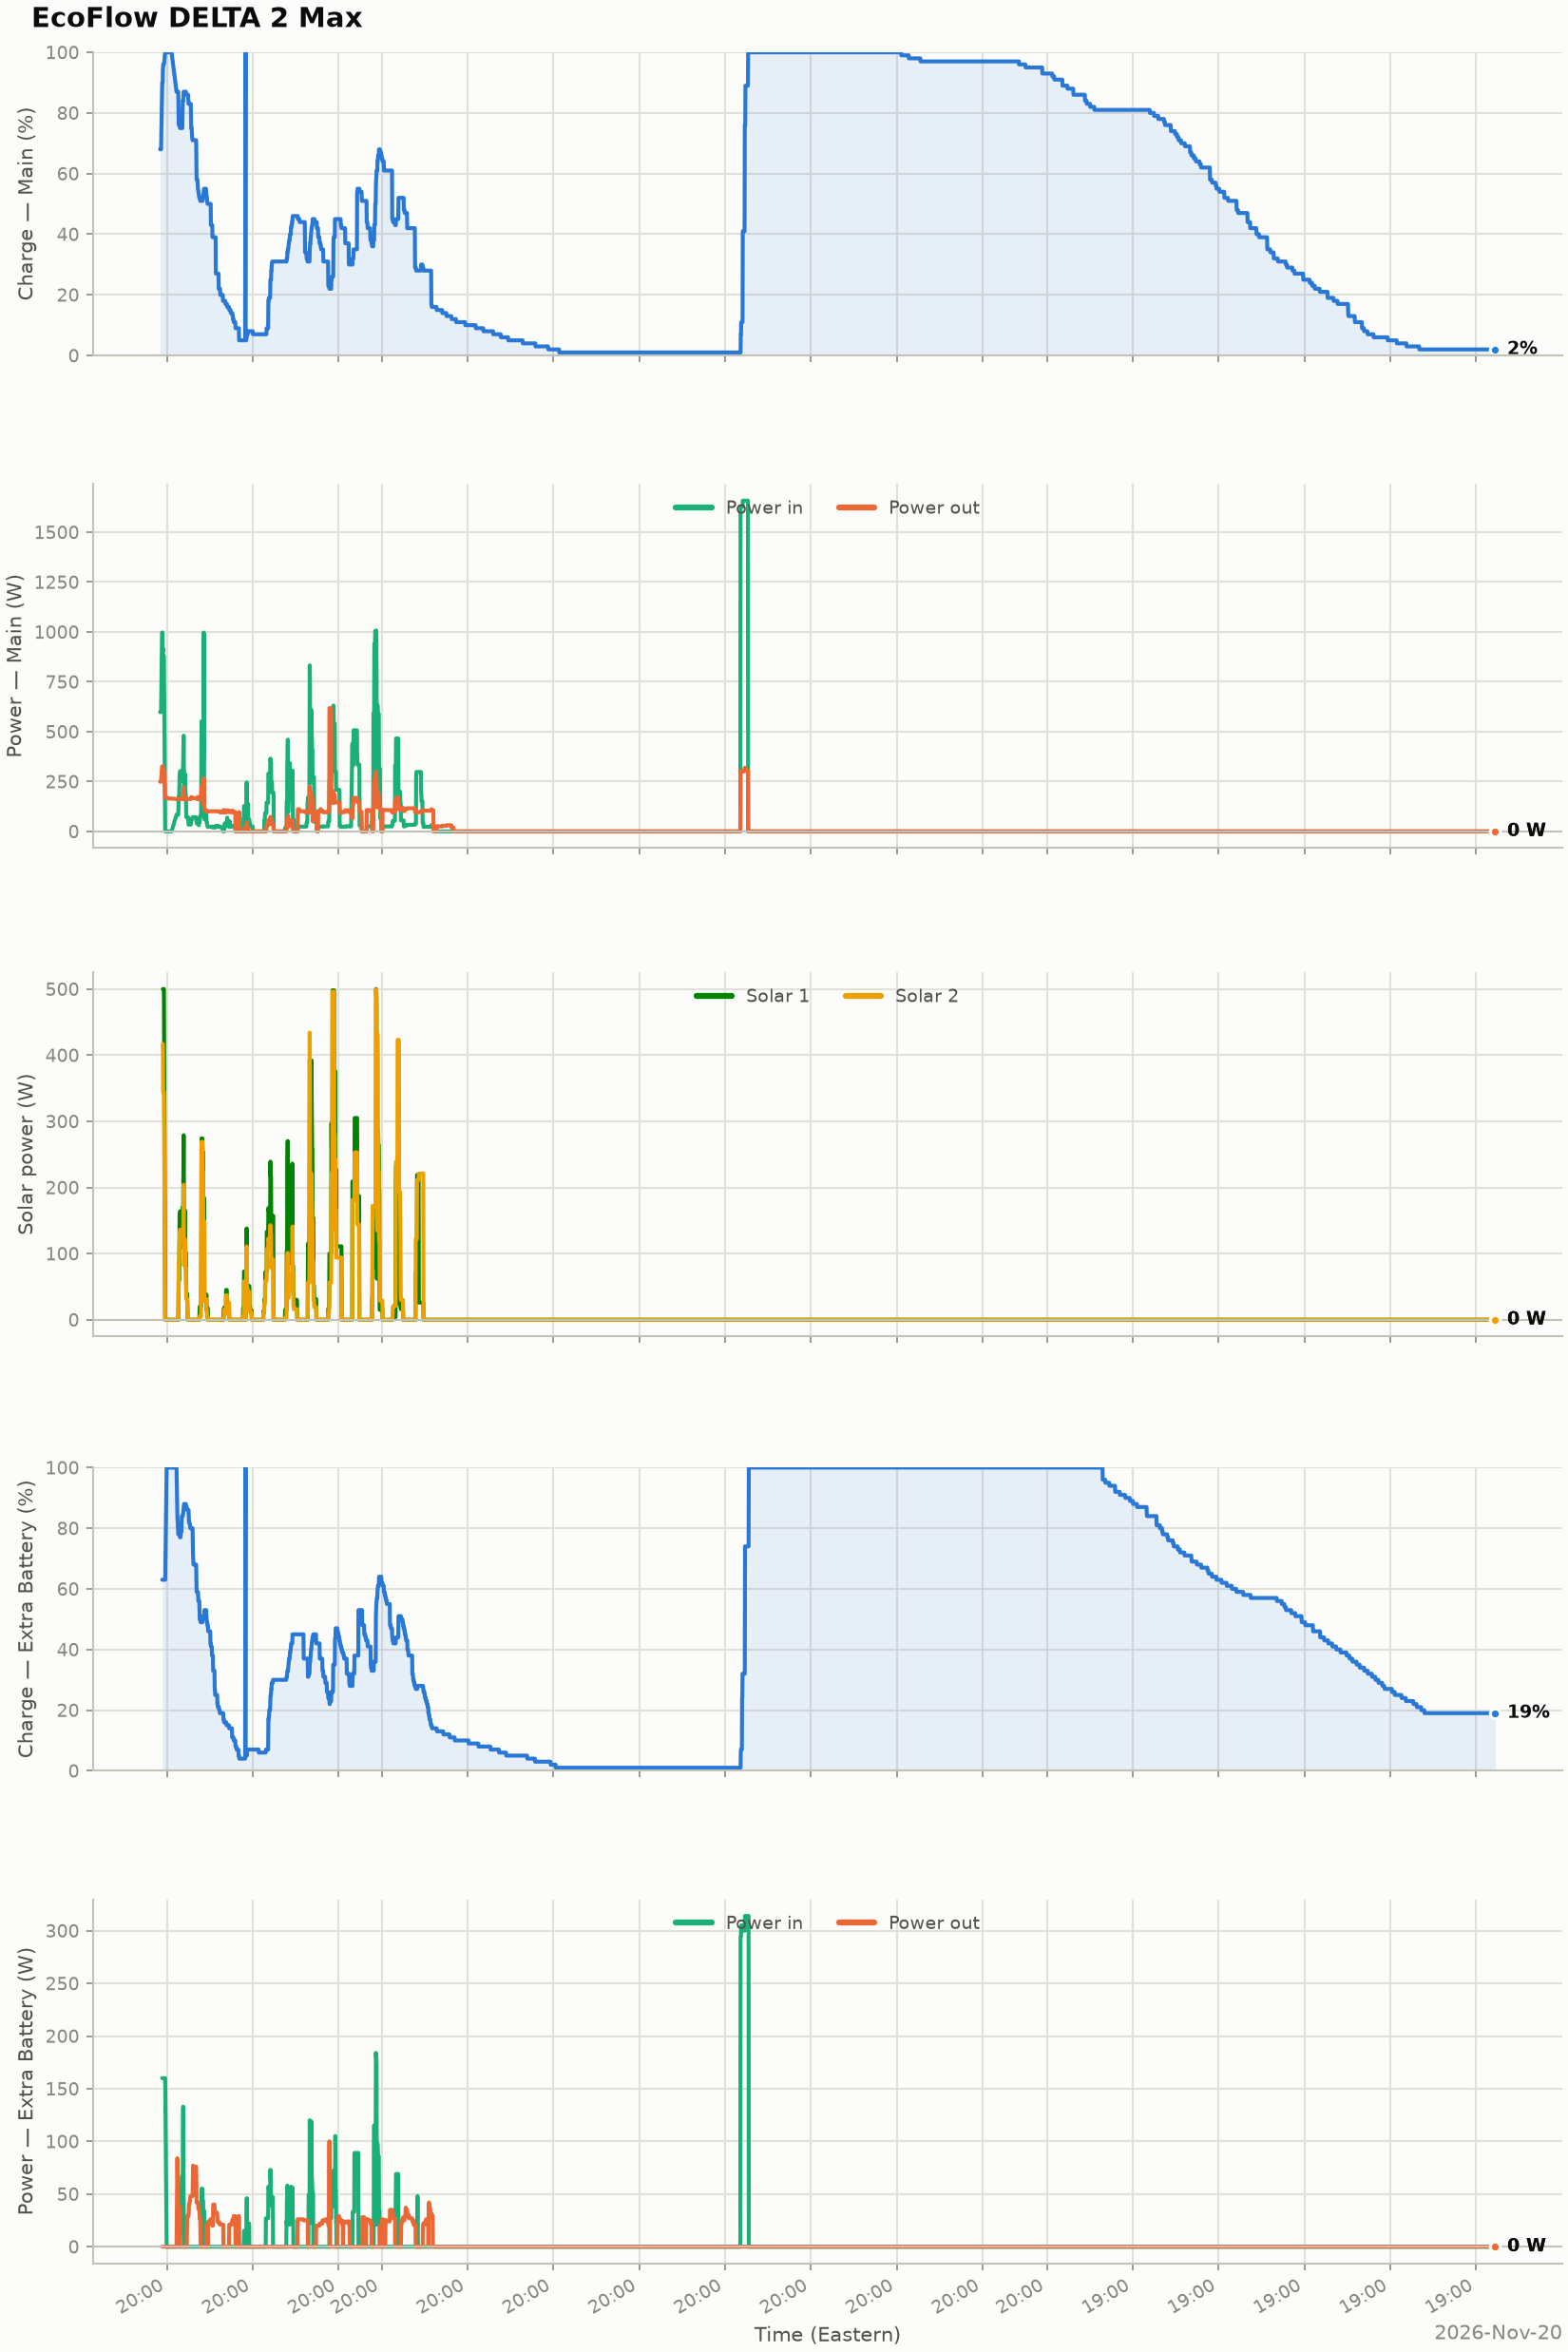 EcoFlow DELTA 2 Max
Charge — Main (%)
100
80
60
40
20
0
2%
Power — Main (W)
Power in
Power out
1500
1250
1000
750
500
250
0
0 W
Solar power (W)
Solar 1
Solar 2
500
400
300
200
100
0
0 W
Charge — Extra Battery (%)
100
80
60
40
20
0
19%
Power — Extra Battery (W)
Power in
Power out
300
250
200
150
100
50
0
0 W
20:00 20:00 20:00 20:00 20:00 20:00 20:00 20:00 20:00 20:00 20:00 20:00 19:00 19:00 19:00 19:00 19:00
Time (Eastern)
2026-Nov-20